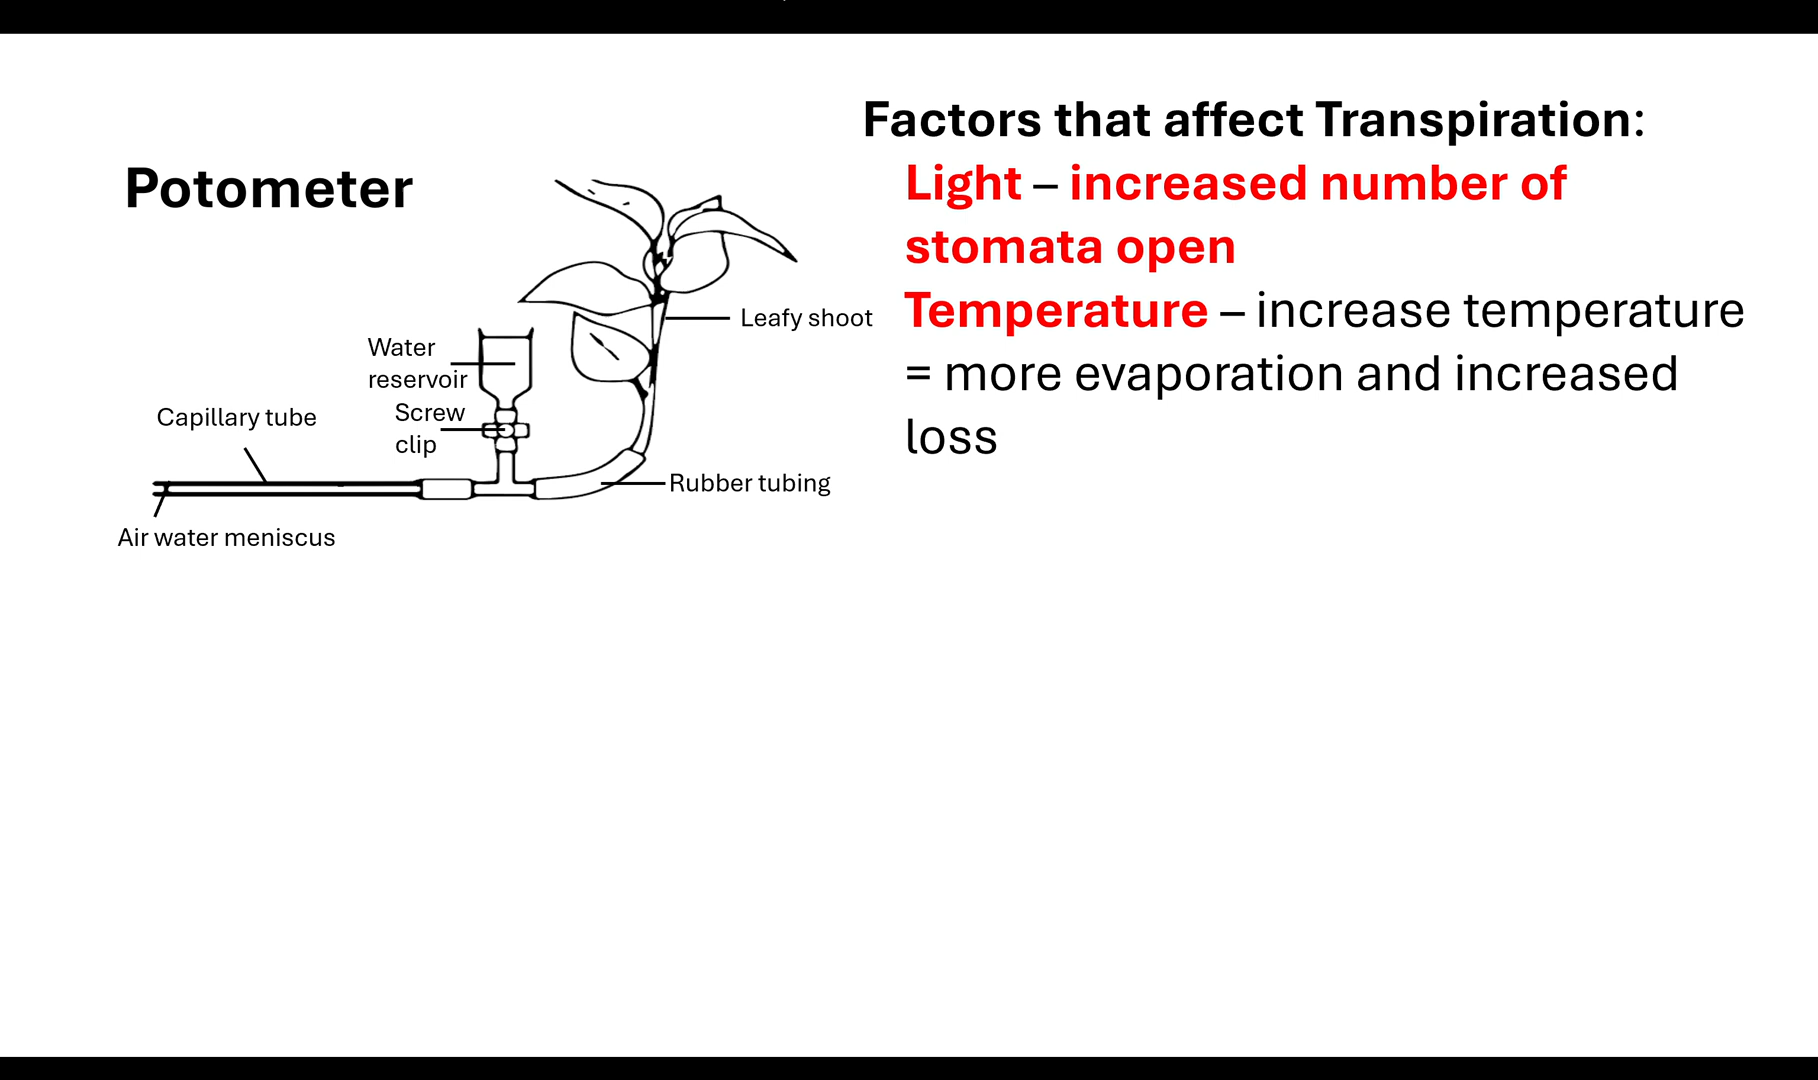 Factors that affect Transpiration:
Light – increased number of
stomata open
Temperature – increase temperature
= more evaporation and increased
loss
Potometer
Leafy shoot
Water
reservoir
Screw
clip
Capillary tube
Rubber tubing
Air water meniscus